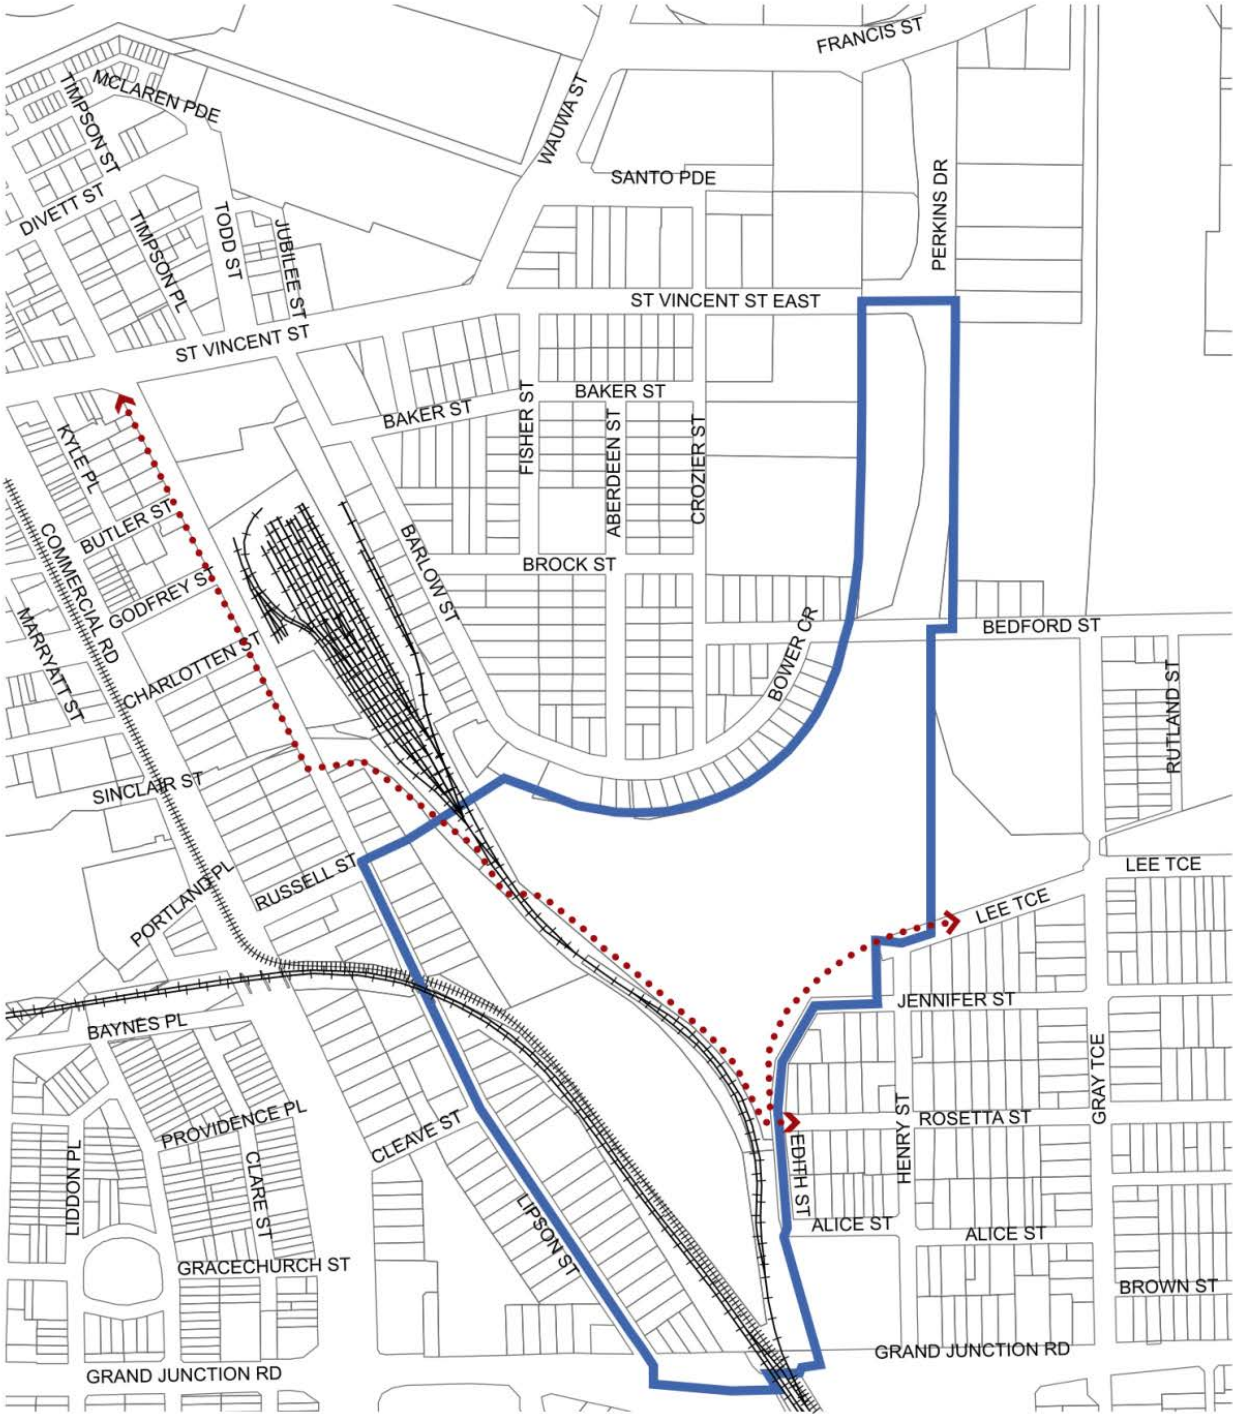 FRANCIS ST
TIMPSON ST
MCLAREN PDE
WAUWA ST
SANTO PDE
PERKINS DR
DIVETT ST
TIMPSON PL
TODD ST
JUBILEE ST
ST VINCENT ST EAST
ST VINCENT ST
BAKER ST
BAKER ST
FISHER ST
ABERDEEN ST
CROZIER ST
KYLE PL
BUTLER ST
COMMERCIAL RD
BARLOW ST
BROCK ST
GODFREY S
MARRYATT ST
CHARLOTTEN ST
BOWER CR
BEDFORD ST
RUTLAND ST
SINCLAIR ST
PORTLAND PL
RUSSELL ST
LEE TCE
LEE TCE
JENNIFER ST
BAYNES PL
GRAY TCE
PROVIDENCE PL
CLEAVE ST
HENRY ST
ROSETTA ST
LIDDON PL
CLARE ST
EDITH ST
LIPSON ST
ALICE ST
ALICE ST
GRACECHURCH ST
BROWN ST
GRAND JUNCTION RD
GRAND JUNCTION RD